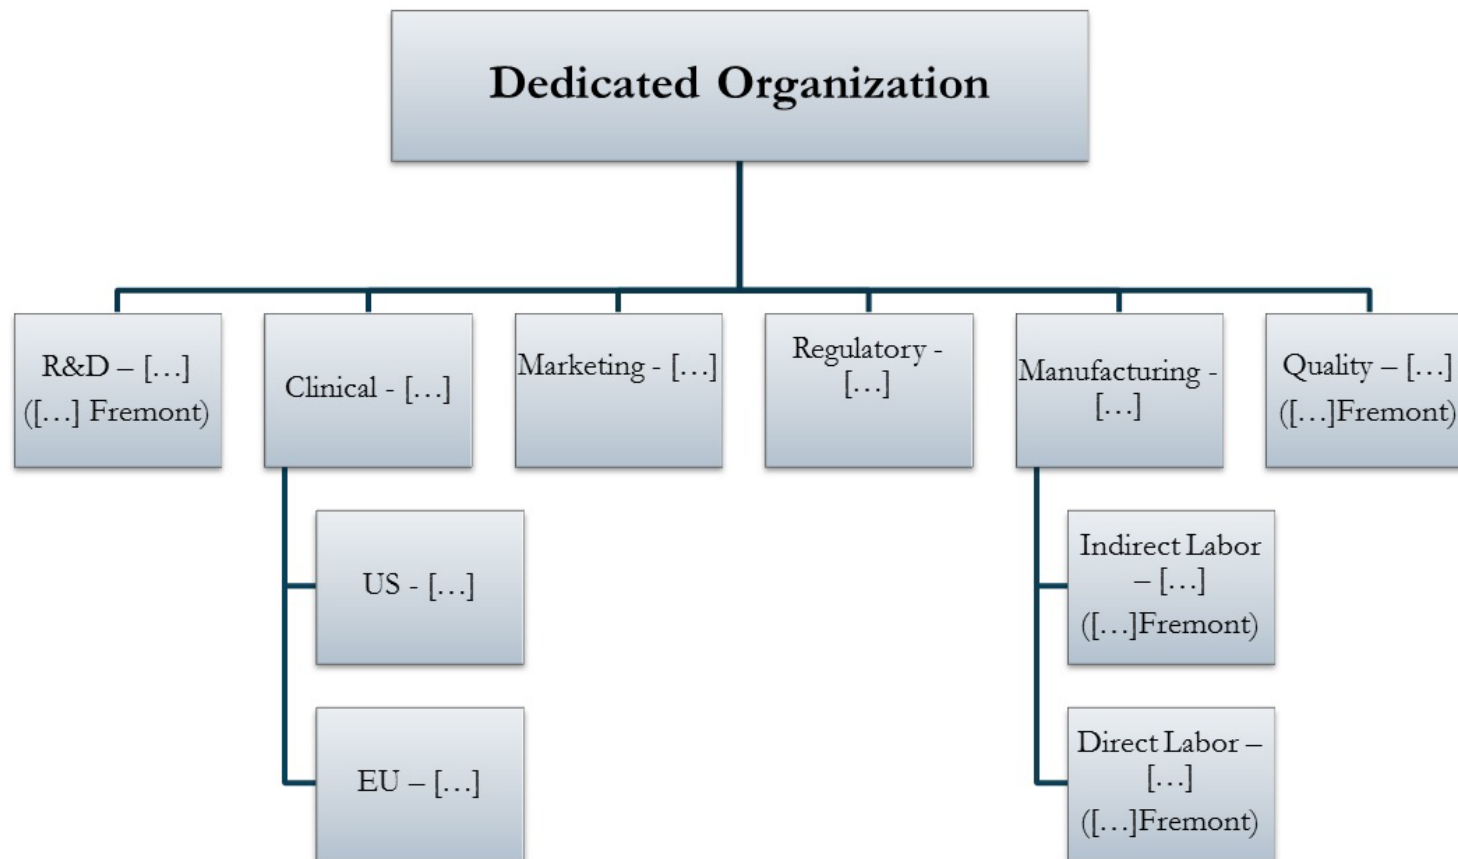 Dedicated Organization
R&D – […]
([…] Fremont)
Clinical - […]
Marketing - […]
Regulatory -
[…]
Manufacturing -
[…]
Quality – […]
([…]Fremont)
US - […]
EU – […]
Indirect Labor
– […]
([…]Fremont)
Direct Labor –
[…]
([…]Fremont)